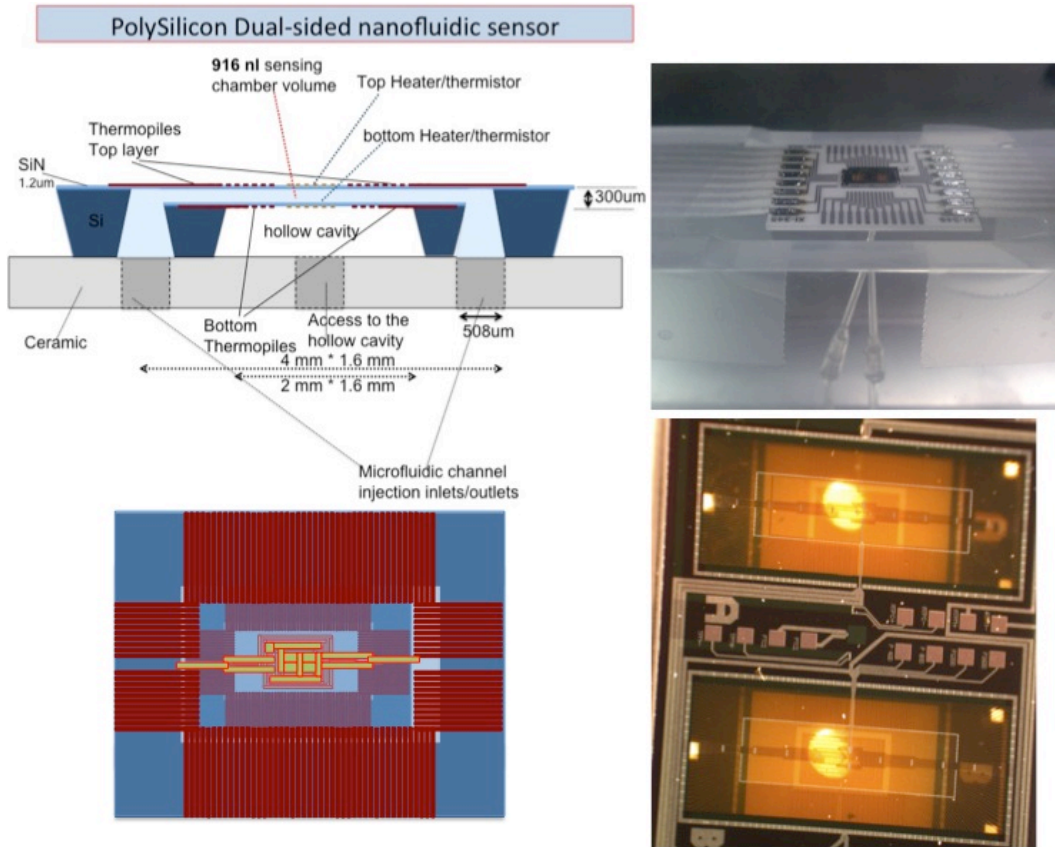 PolySilicon Dual-sided nanofluidic sensor
916 nl sensing
chamber volume
Top Heater/thermistor
bottom Heater/thermistor
Thermopiles
Top layer
SiN
1.2um
Si
300um
hollow cavity
Ceramic
Bottom
Thermopiles
Access to the
hollow cavity
508um
4 mm * 1.6 mm
2 mm * 1.6 mm
Microfluidic channel
injection inlets/outlets
B
B